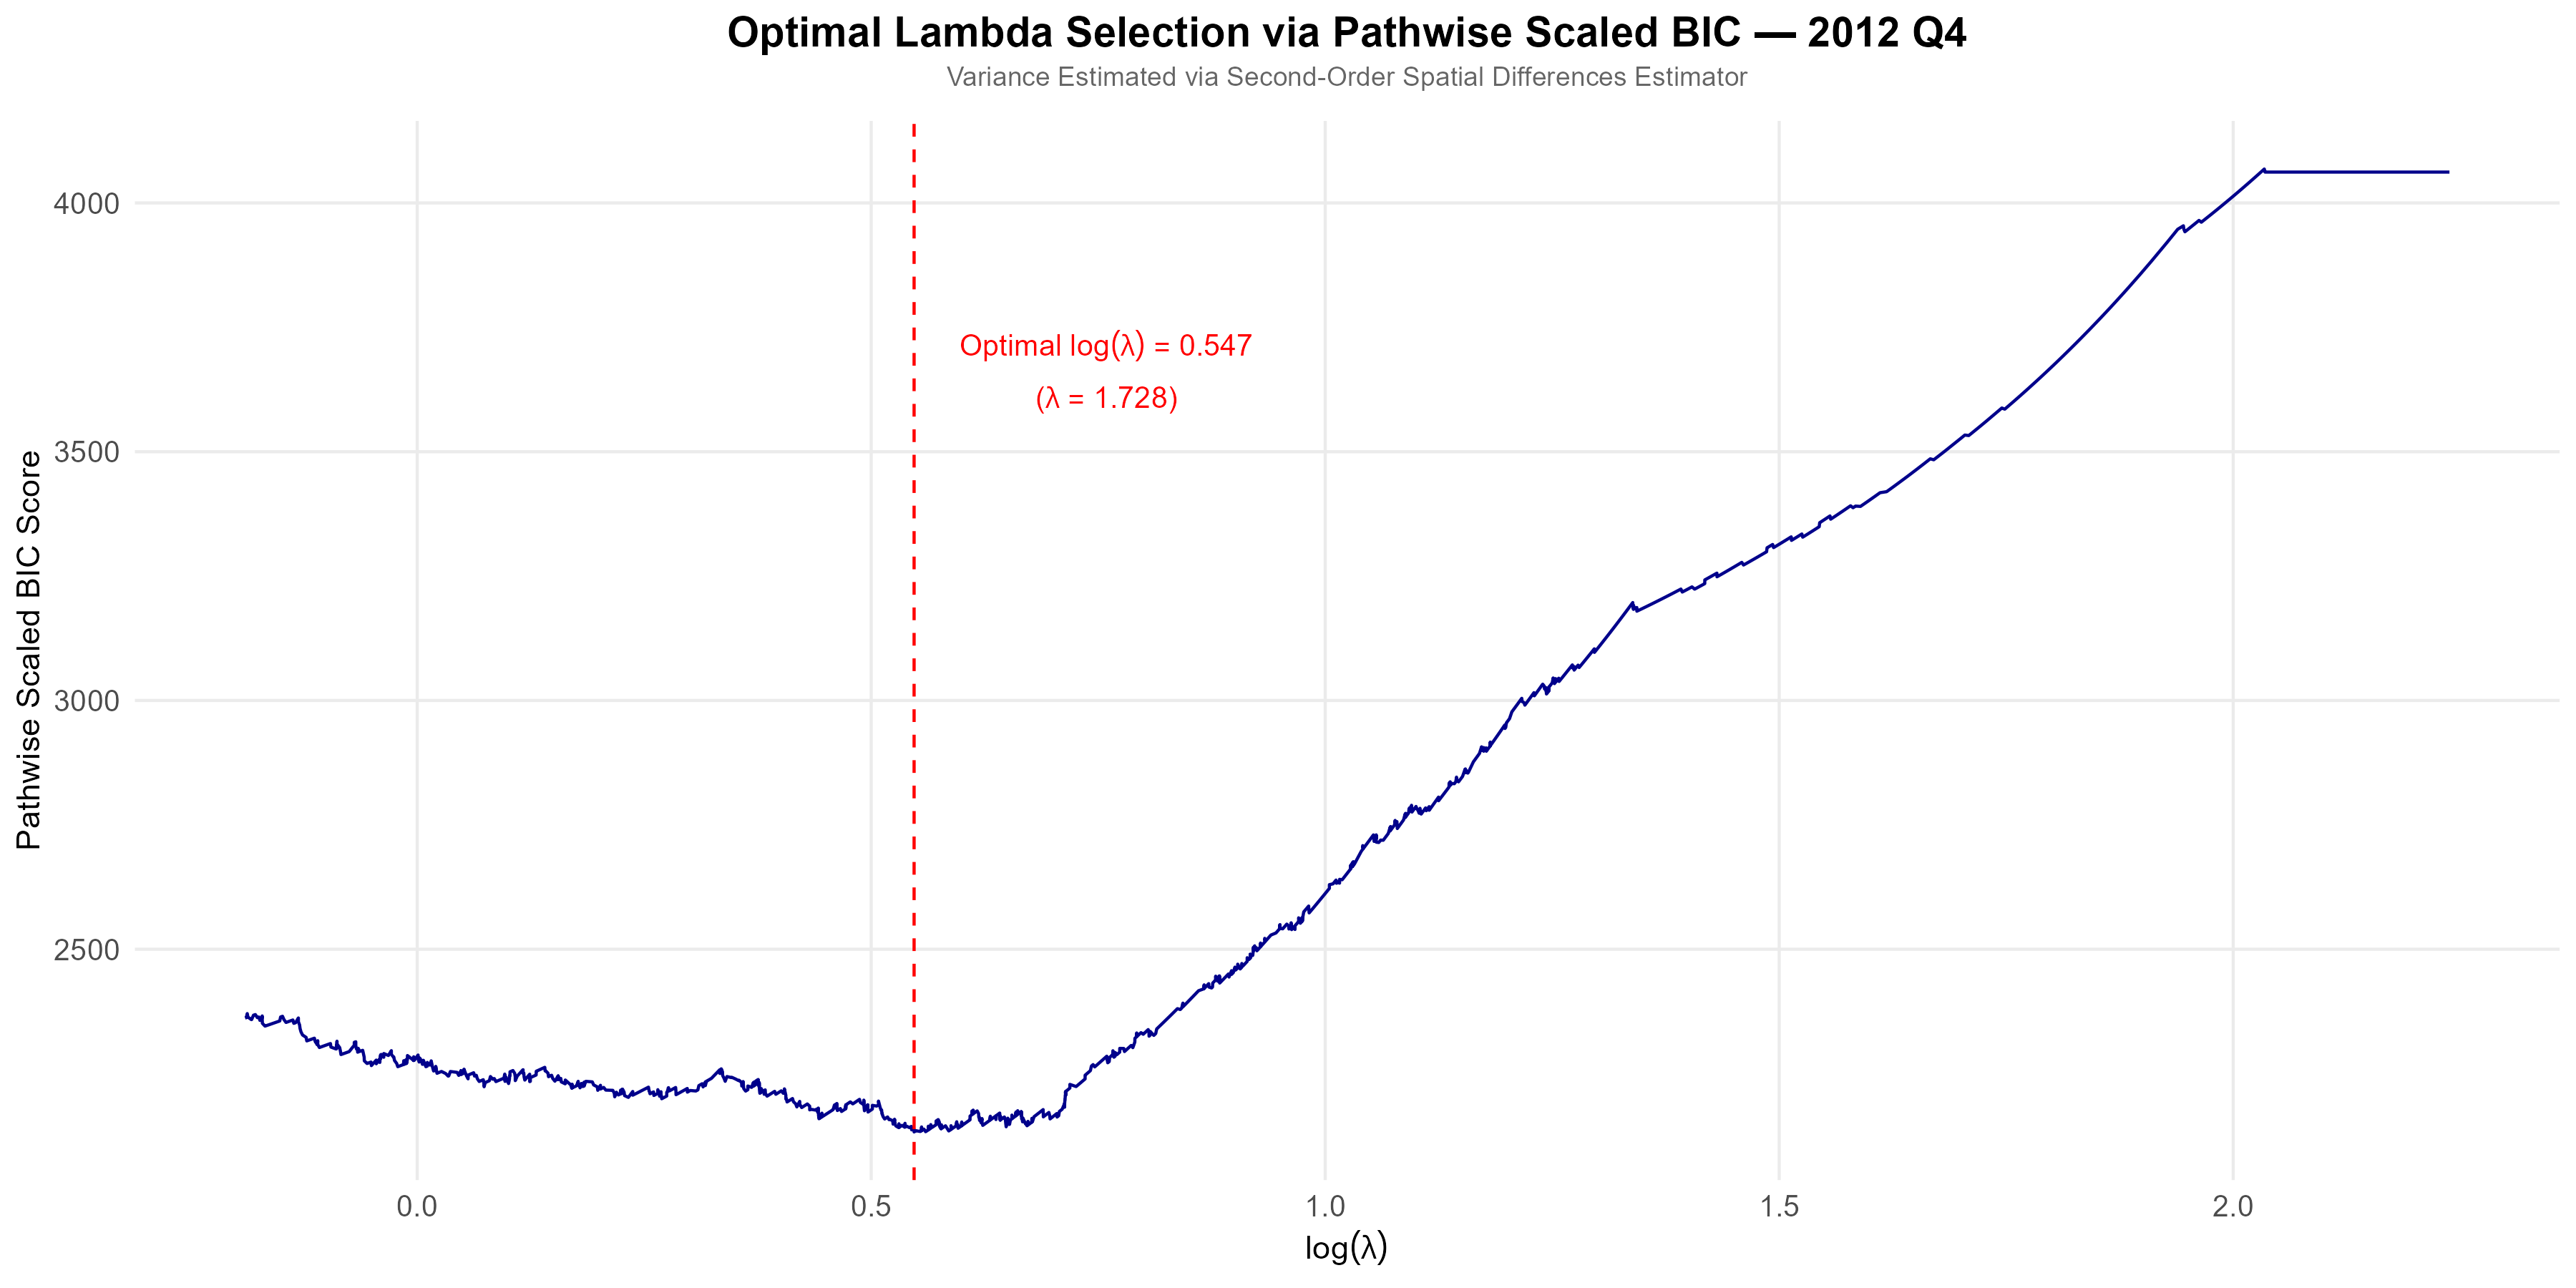 Optimal Lambda Selection via Pathwise Scaled BIC — 2012 Q4
Variance Estimated via Second-Order Spatial Differences Estimator
Pathwise Scaled BIC Score
4000
3500
3000
2500
Optimal log(λ) = 0.547
(λ = 1.728)
0.0
0.5
1.0
1.5
2.0
log(λ)